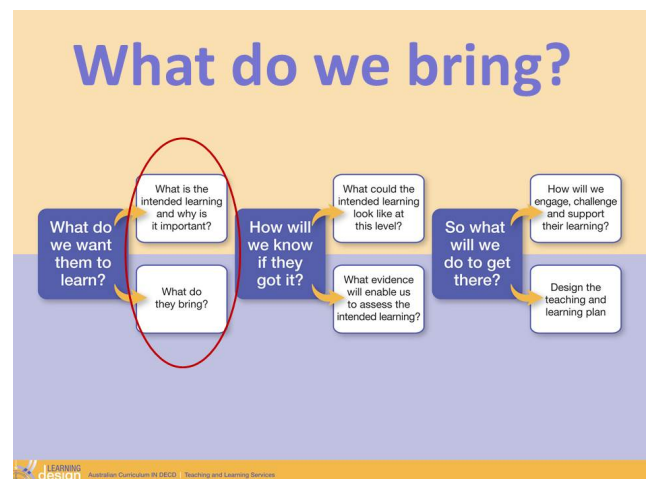 What do we bring?
What do
we want
them to
learn?
What is the
intended learning
and why is
it important?
What do
they bring?
How will
we know
if they
got it?
What could the
intended learning
look like at
this level?
What evidence
will enable us
to assess the
intended learning?
So what
will we
do to get
there?
How will we
engage, challenge
and support
their learning?
Design the
teaching and
learning plan
LEARNING
design
Australian Curriculum IN DECD | Teaching and Learning Services